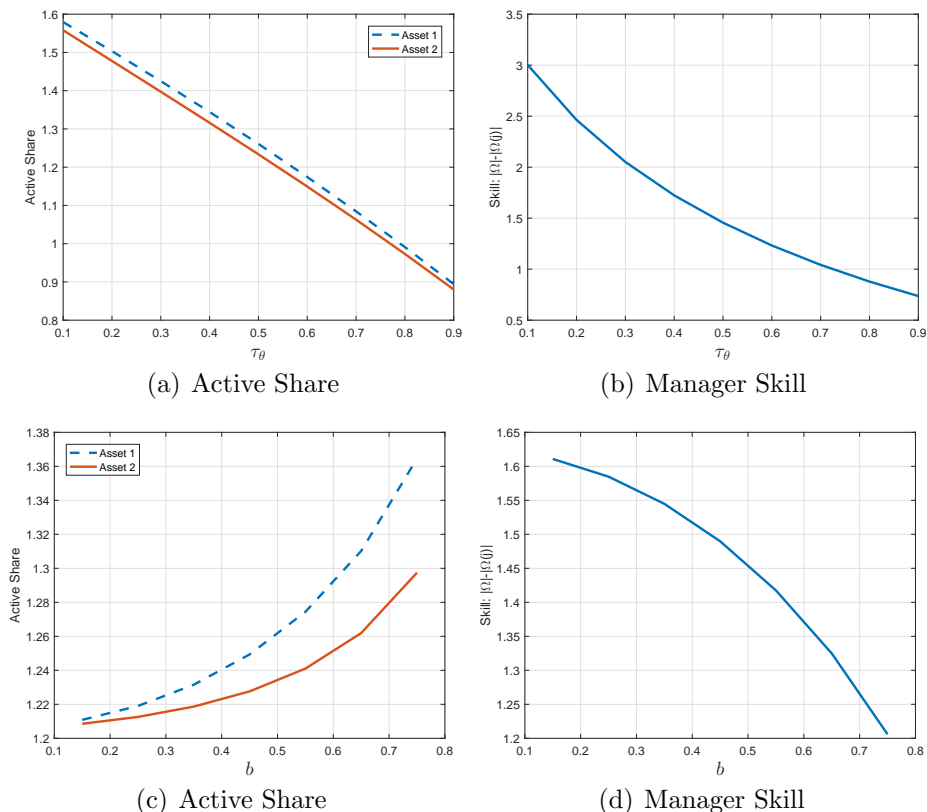 1.6
1.5
1.4
1.3
1.2
1.1
1
0.9
0.8
Active Share
Asset 1
Asset 2
0.1 0.2 0.3 0.4 0.5 0.6 0.7 0.8 0.9
τθ
(a) Active Share
3.5
3
2.5
2
1.5
1
0.5
Skill: |Ω|-|Ω(j)|
0.1 0.2 0.3 0.4 0.5 0.6 0.7 0.8 0.9
τθ
(b) Manager Skill
1.38
1.36
1.34
1.32
1.3
1.28
1.26
1.24
1.22
1.2
Active Share
Asset 1
Asset 2
0.1 0.2 0.3 0.4 0.5 0.6 0.7 0.8
b
(c) Active Share
1.65
1.6
1.55
1.5
1.45
1.4
1.35
1.3
1.25
1.2
Skill: |Ω|-|Ω(j)|
0.1 0.2 0.3 0.4 0.5 0.6 0.7 0.8
b
(d) Manager Skill